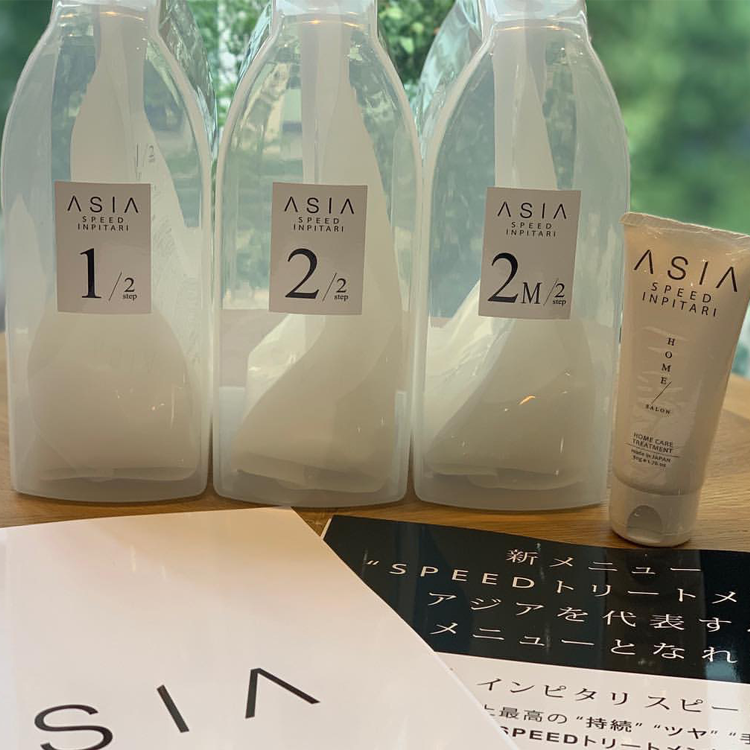 ASIA
SPEED
INPITARI
1/2
step
ASIA
SPEED
INPITARI
2/2
step
ASIA
SPEED
INPITARI
2M/2
step
ASIA
SPEED
INPITARI
HOME/
SALON
HOME CARE
TREATMENT
made in JAPAN
新メニュー
“SPEEDトリートメ
アジアを代表す
メニューとなれ
インピタリ スピー
上最高の“持続”“ツヤ”“手
SPEEDトリートメ
SIA